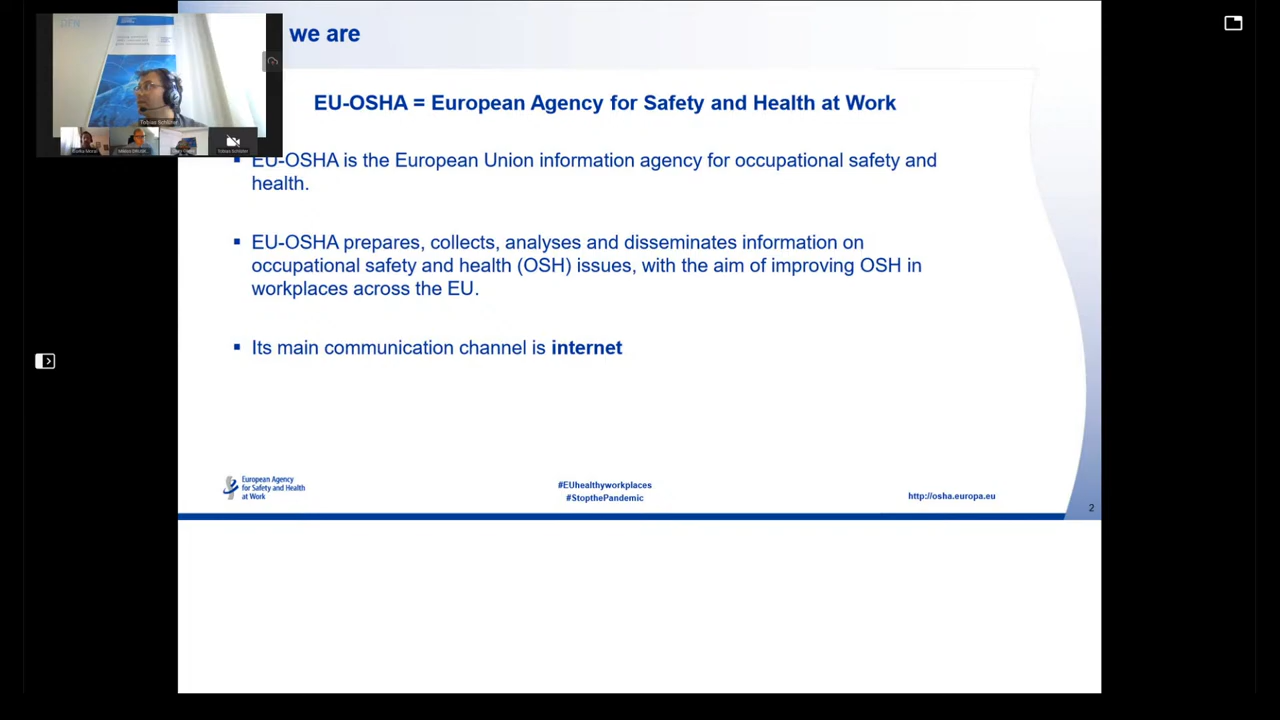 we are
EU-OSHA = European Agency for Safety and Health at Work
EU-OSHA is the European Union information agency for occupational safety and
health.
EU-OSHA prepares, collects, analyses and disseminates information on
occupational safety and health (OSH) issues, with the aim of improving OSH in
workplaces across the EU.
Its main communication channel is internet
European Agency
for Safety and Health
at Work
#EUhealthyworkplaces
#StopthePandemic
http://osha.europa.eu
2